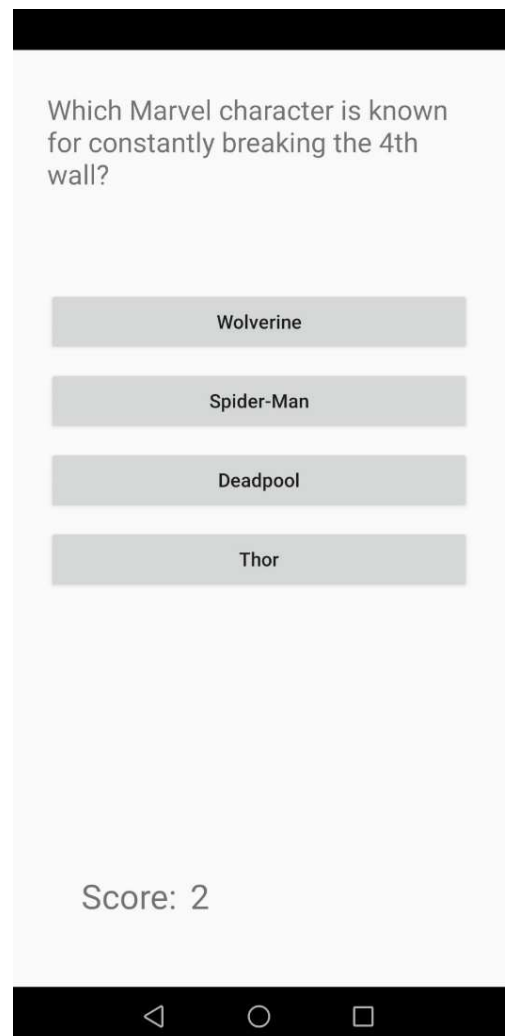 Which Marvel character is known
for constantly breaking the 4th
wall?
Wolverine
Spider-Man
Deadpool
Thor
Score: 2